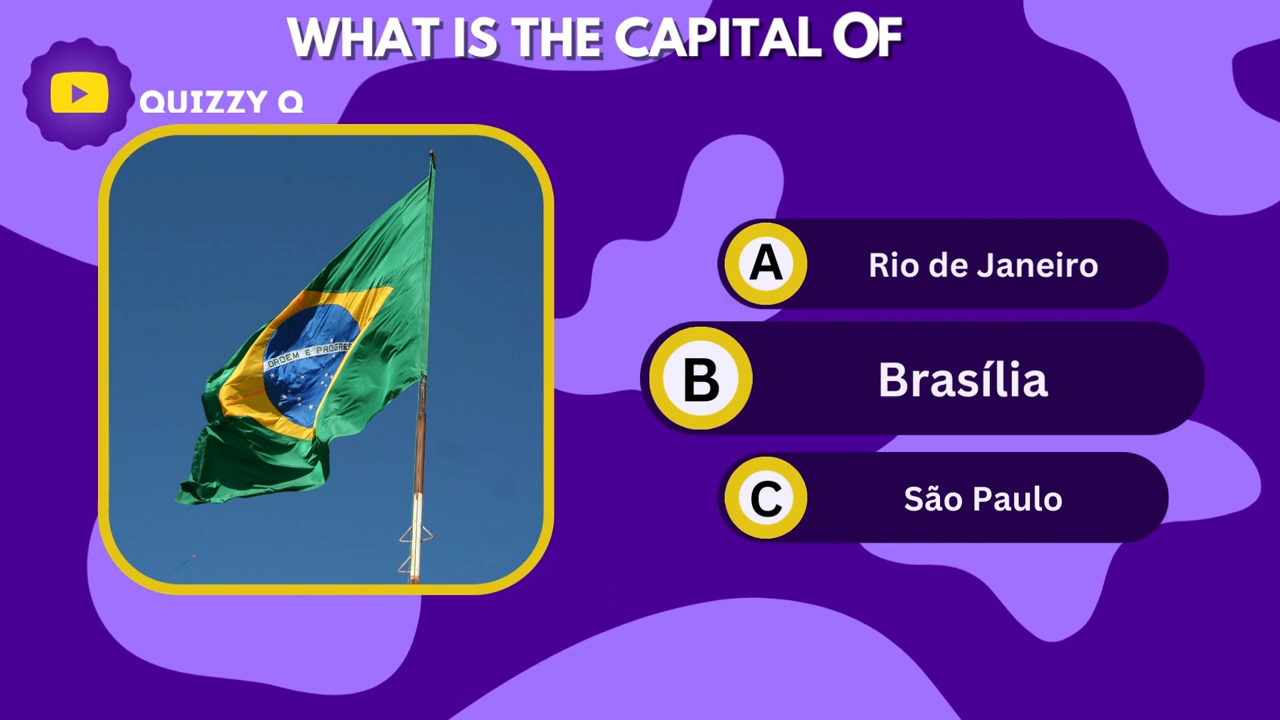 WHAT IS THE CAPITAL OF
QUIZZY Q
ORDEM E PROGRE
A
Rio de Janeiro
B
Brasília
C
São Paulo